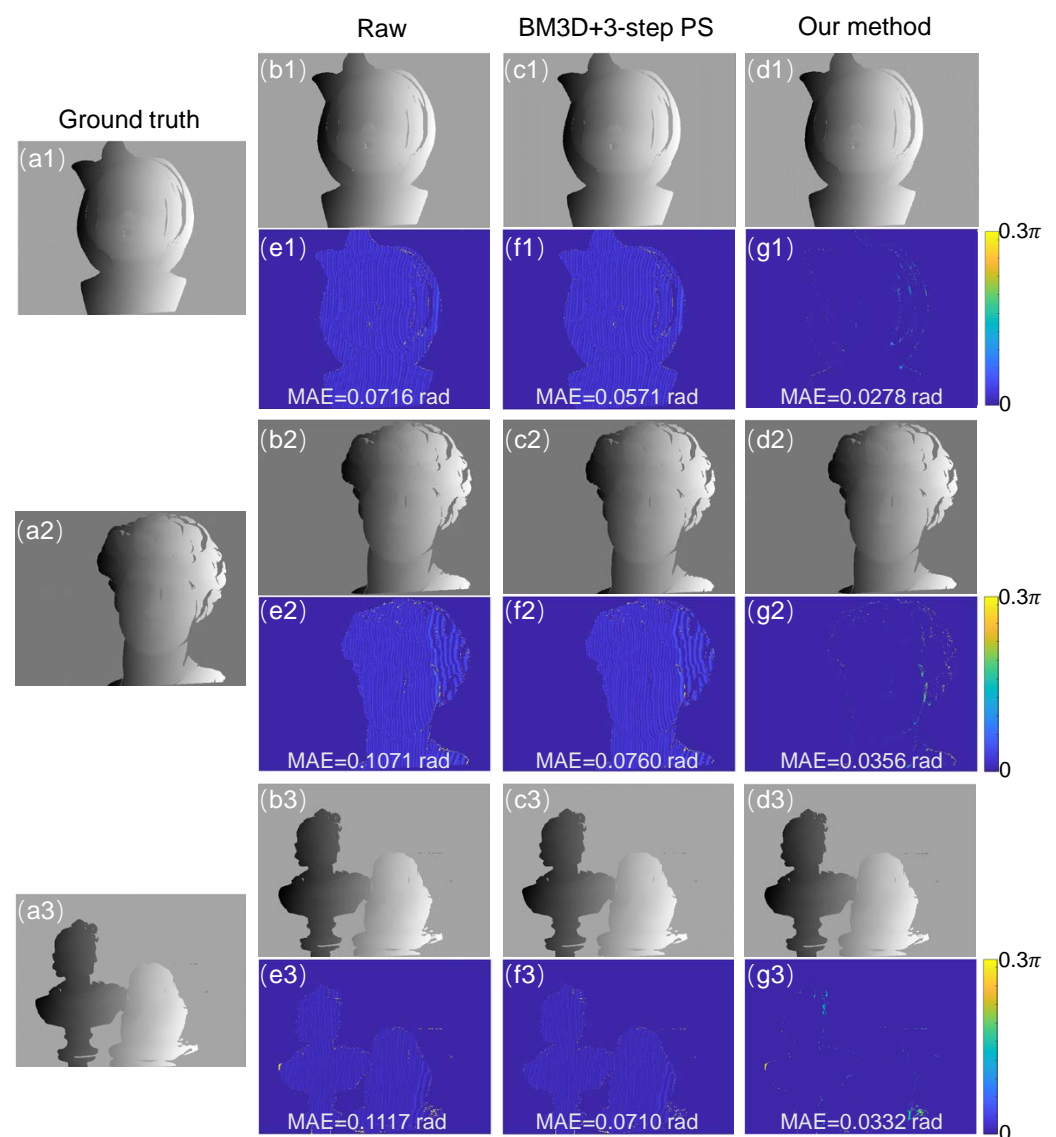 Raw
BM3D+3-step PS
Our method
Ground truth
(a1)
(b1)
(c1)
(d1)
(e1)
(f1)
(g1)
MAE=0.0716 rad
MAE=0.0571 rad
MAE=0.0278 rad
0.3π
0
(a2)
(b2)
(c2)
(d2)
(e2)
(f2)
(g2)
MAE=0.1071 rad
MAE=0.0760 rad
MAE=0.0356 rad
0.3π
0
(a3)
(b3)
(c3)
(d3)
(e3)
(f3)
(g3)
MAE=0.1117 rad
MAE=0.0710 rad
MAE=0.0332 rad
0.3π
0